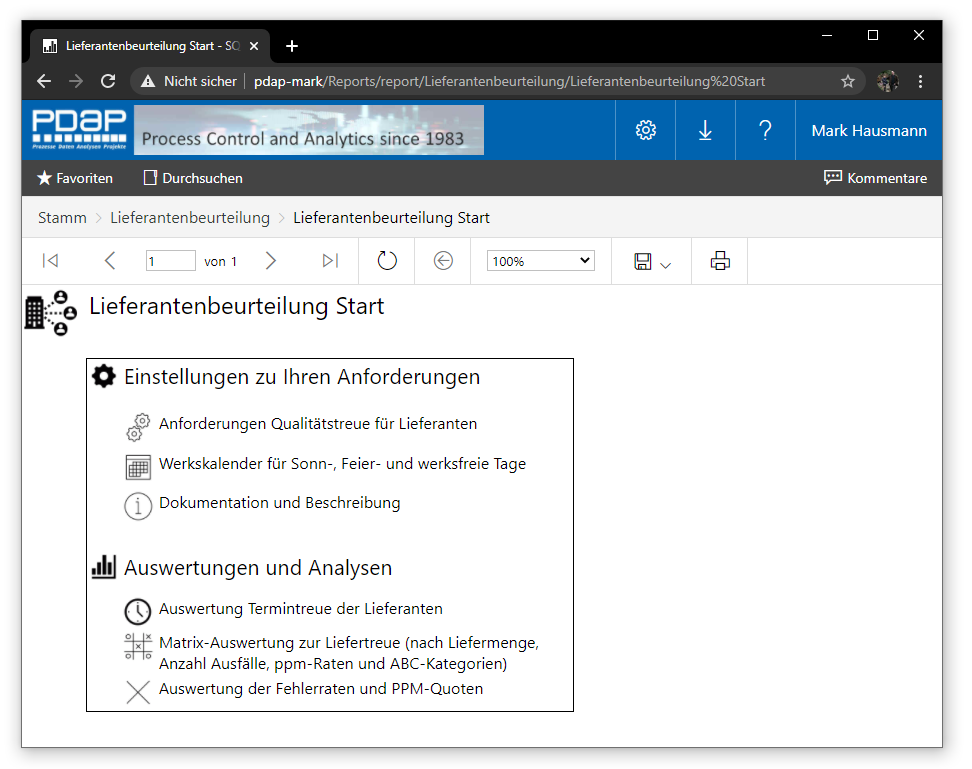 Lieferantenbeurteilung Start - SQ
Nicht sicher | pdap-mark/Reports/report/Lieferantenbeurteilung/Lieferantenbeurteilung%20Start
PDAP
Prozesse Daten Analysen Projekte
Process Control and Analytics since 1983
? Mark Hausmann
Favoriten Durchsuchen Kommentare
Stamm > Lieferantenbeurteilung > Lieferantenbeurteilung Start
1 von 1 100%
Lieferantenbeurteilung Start
Einstellungen zu Ihren Anforderungen
Anforderungen Qualitätstreue für Lieferanten
Werkskalender für Sonn-, Feier- und werksfreie Tage
Dokumentation und Beschreibung
Auswertungen und Analysen
Auswertung Termintreue der Lieferanten
Matrix-Auswertung zur Liefertreue (nach Liefermenge,
Anzahl Ausfälle, ppm-Raten und ABC-Kategorien)
Auswertung der Fehlerraten und PPM-Quoten